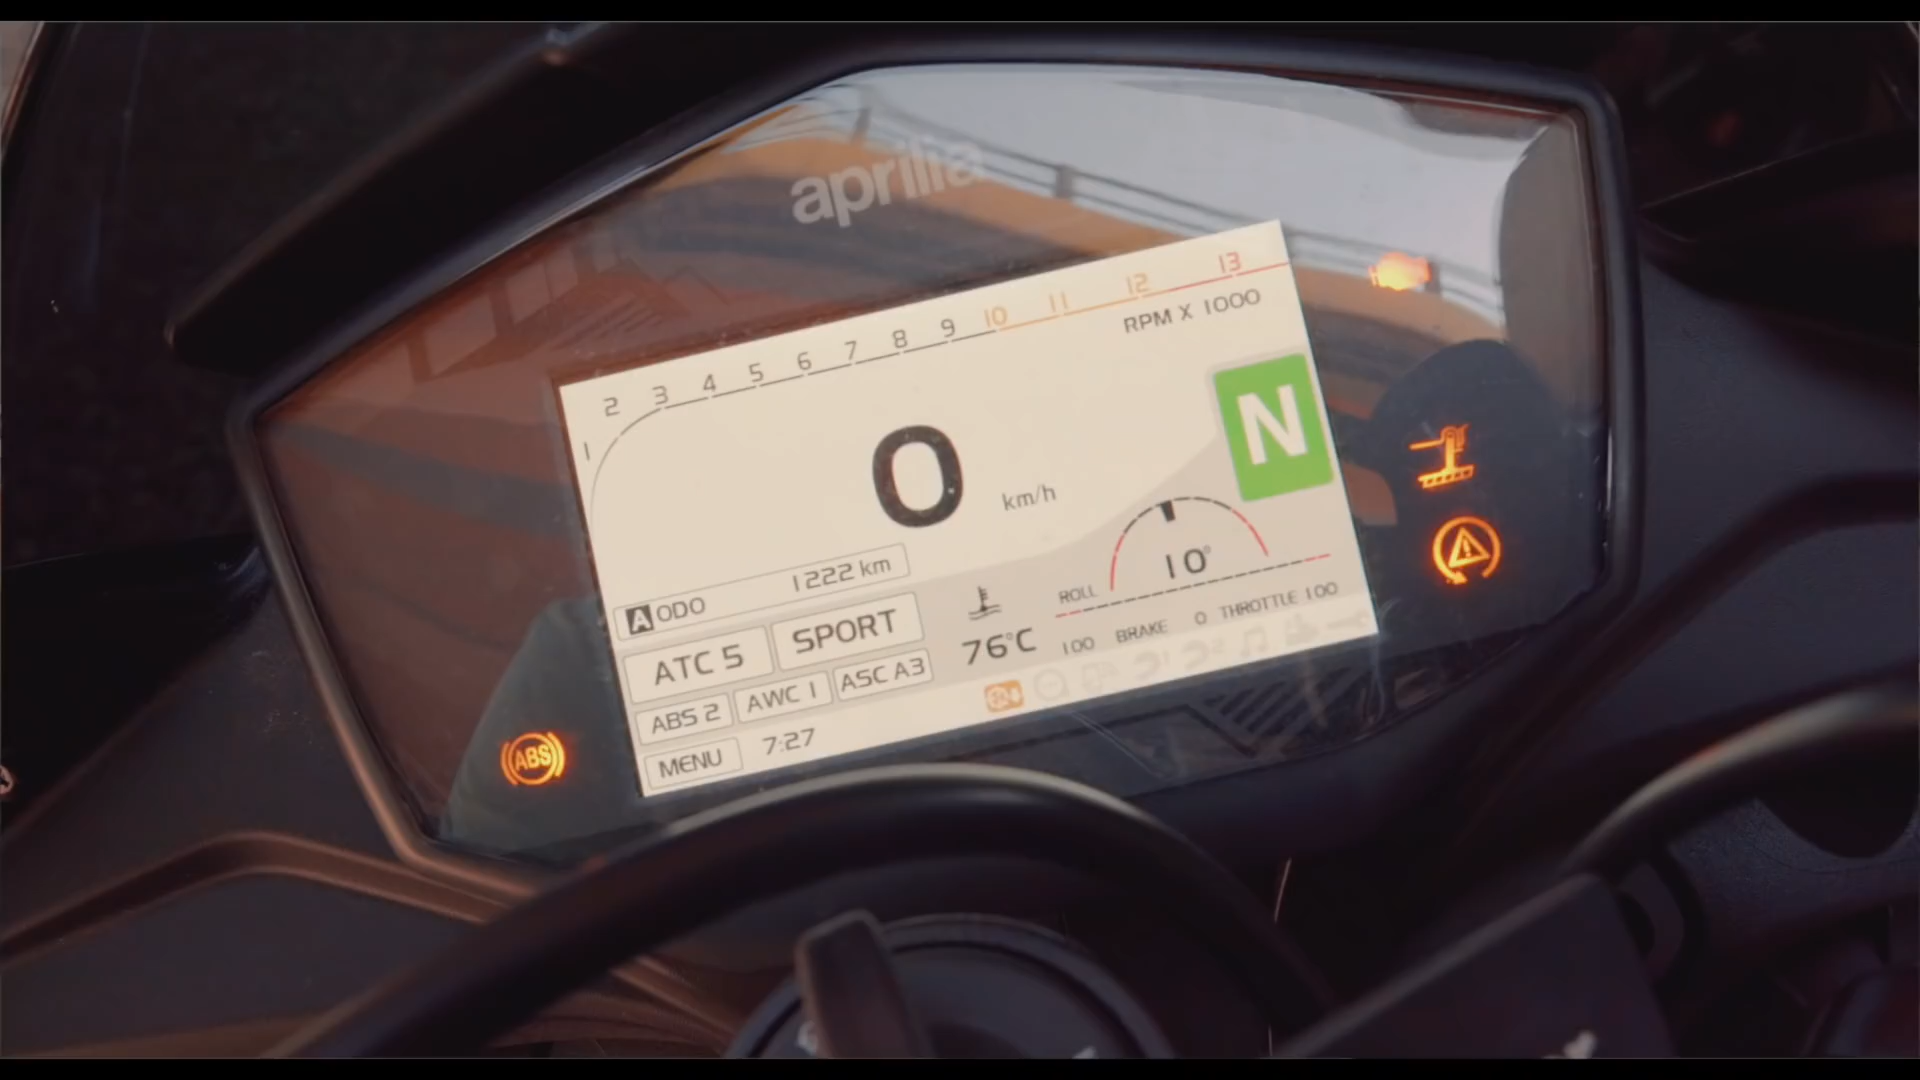 aprilia
1 2 3 4 5 6 7 8 9 10 11 12 13
RPM X 1000
N
0 km/h
A ODO 1222 km
ATC 5 SPORT
ABS 2 AWC 1 ASC A3
MENU 7:27
76°C
ROLL 10°
100 BRAKE 0 THROTTLE 100
ABS